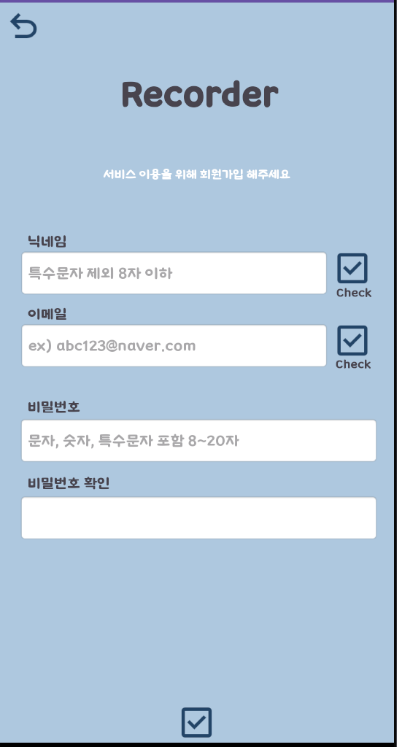 Recorder
서비스 이용을 위해 회원가입 해주세요
닉네임
특수문자 제외 8자 이하
Check
이메일
ex) abc123@naver.com
Check
비밀번호
문자, 숫자, 특수문자 포함 8~20자
비밀번호 확인